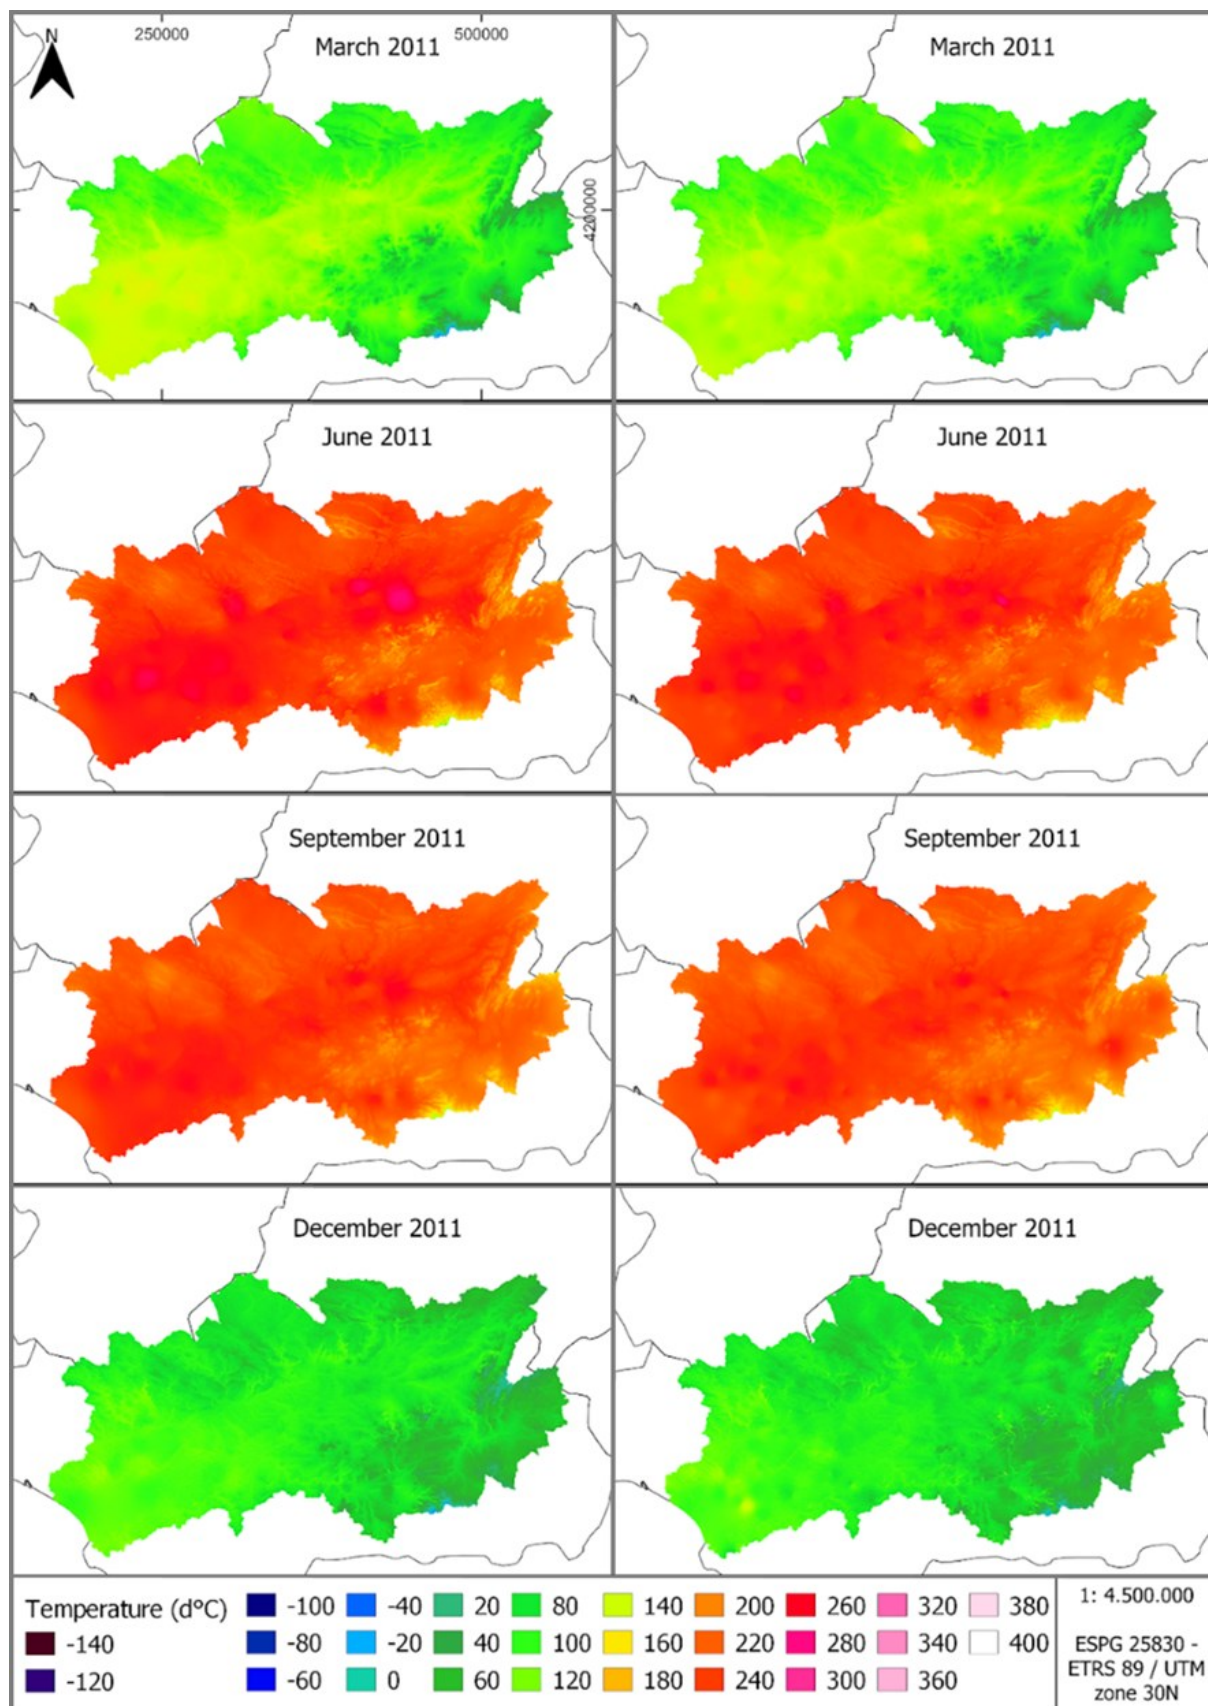 N
250000
500000
March 2011
March 2011
4200000
June 2011
June 2011
September 2011
September 2011
December 2011
December 2011
Temperature (d°C)
-140
-120
-100
-80
-60
-40
-20
0
20
40
60
80
100
120
140
160
180
200
220
240
260
280
300
320
340
360
380
400
1: 4.500.000
ESPG 25830 -
ETRS 89 / UTM
zone 30N